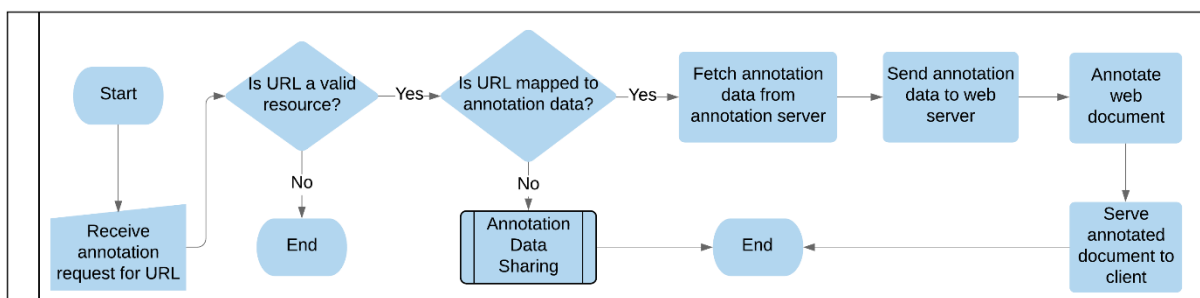 Start
Receive
annotation
request for URL
Is URL a valid
resource?
Yes
No
End
Is URL mapped to
annotation data?
Yes
No
Annotation
Data
Sharing
Fetch annotation
data from
annotation server
Send annotation
data to web
server
Annotate
web
document
Serve
annotated
document to
client
End